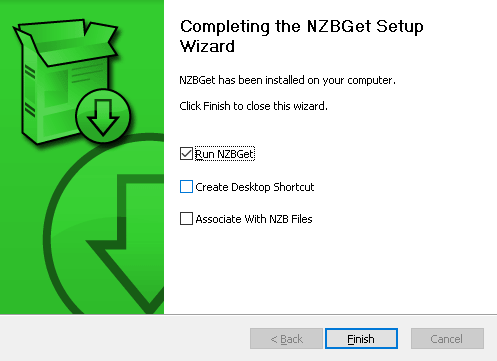 Completing the NZBGet Setup
Wizard
NZBGet has been installed on your computer.
Click Finish to close this wizard.
Run NZBGet
Create Desktop Shortcut
Associate With NZB Files
< Back
Finish
Cancel